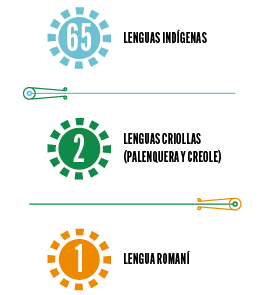 65
LENGUAS INDÍGENAS
2
LENGUAS CRIOLLAS
(PALENQUERA Y CREOLE)
1
LENGUA ROMANÍ